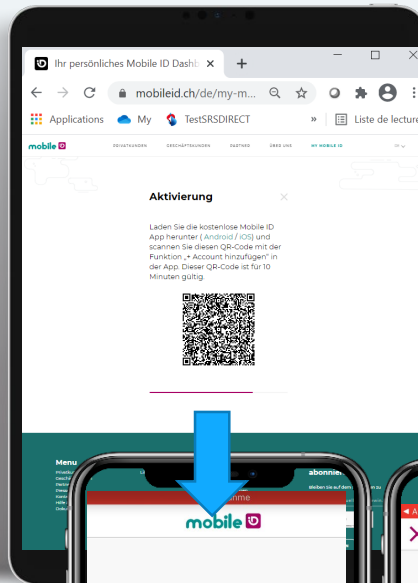 Ihr persönliches Mobile ID Dashb
mobileid.ch/de/my-m...
Applications My TestSRSDIRECT » Liste de lecture
mobile ID PRIVATKUNDEN GESCHÄFTSKUNDEN PARTNER ÜBER UNS MY MOBILE ID
Aktivierung
Laden Sie die kostenlose Mobile ID
App herunter ( Android / iOS) und
scannen Sie diesen QR-Code mit der
Funktion „+ Account hinzufügen" in
der App. Dieser QR-Code ist für 10
Minuten gültig.
Menu
abonnier
mobile ID